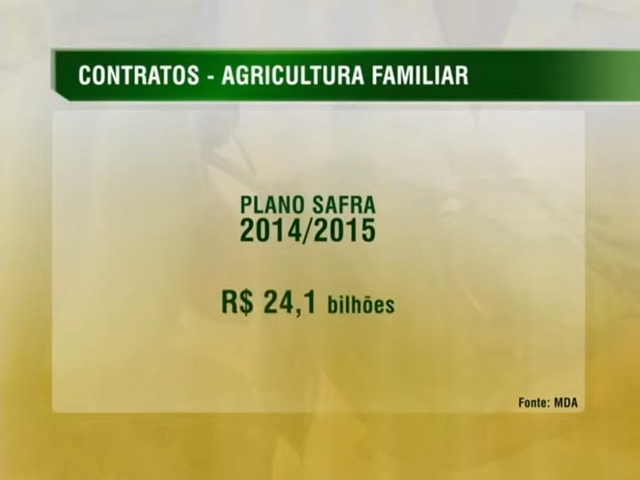 CONTRATOS - AGRICULTURA FAMILIAR
PLANO SAFRA
2014/2015
R$ 24,1 bilhões
Fonte: MDA